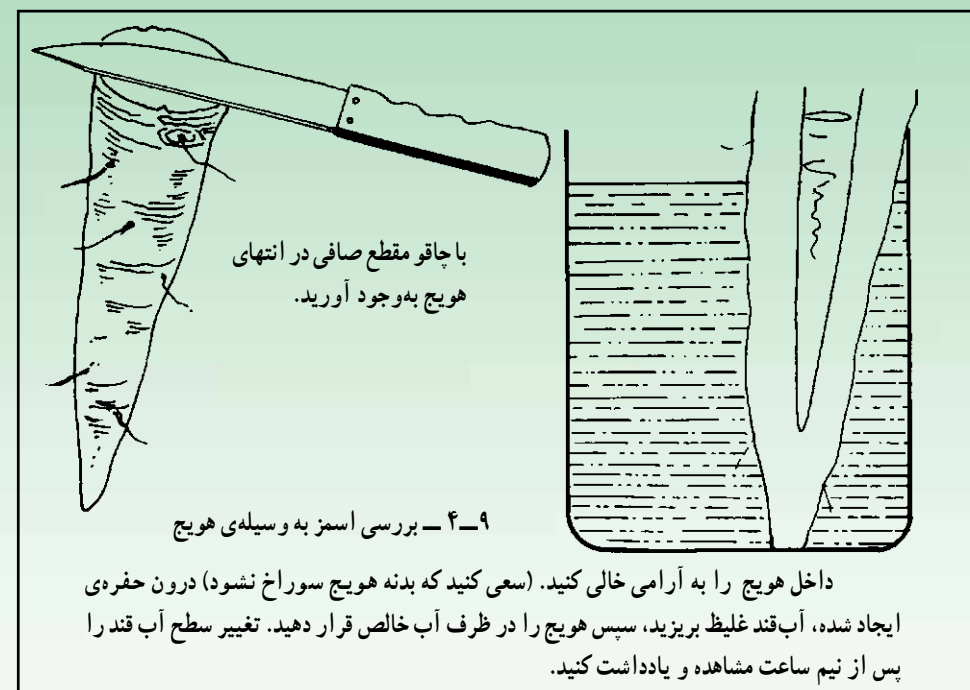 با چاقو مقطع صافی در انتهای
هویج به‌وجود آورید.
۹ــ۴ ــ بررسی اسمز به وسیله‌ی هویج
داخل هویج را به آرامی خالی کنید. (سعی کنید که بدنه هویج سوراخ نشود) درون حفره‌ی
ایجاد شده، آب‌قند غلیظ بریزید، سپس هویج را در ظرف آب خالص قرار دهید. تغییر سطح آب قند را
پس از نیم ساعت مشاهده و یادداشت کنید.